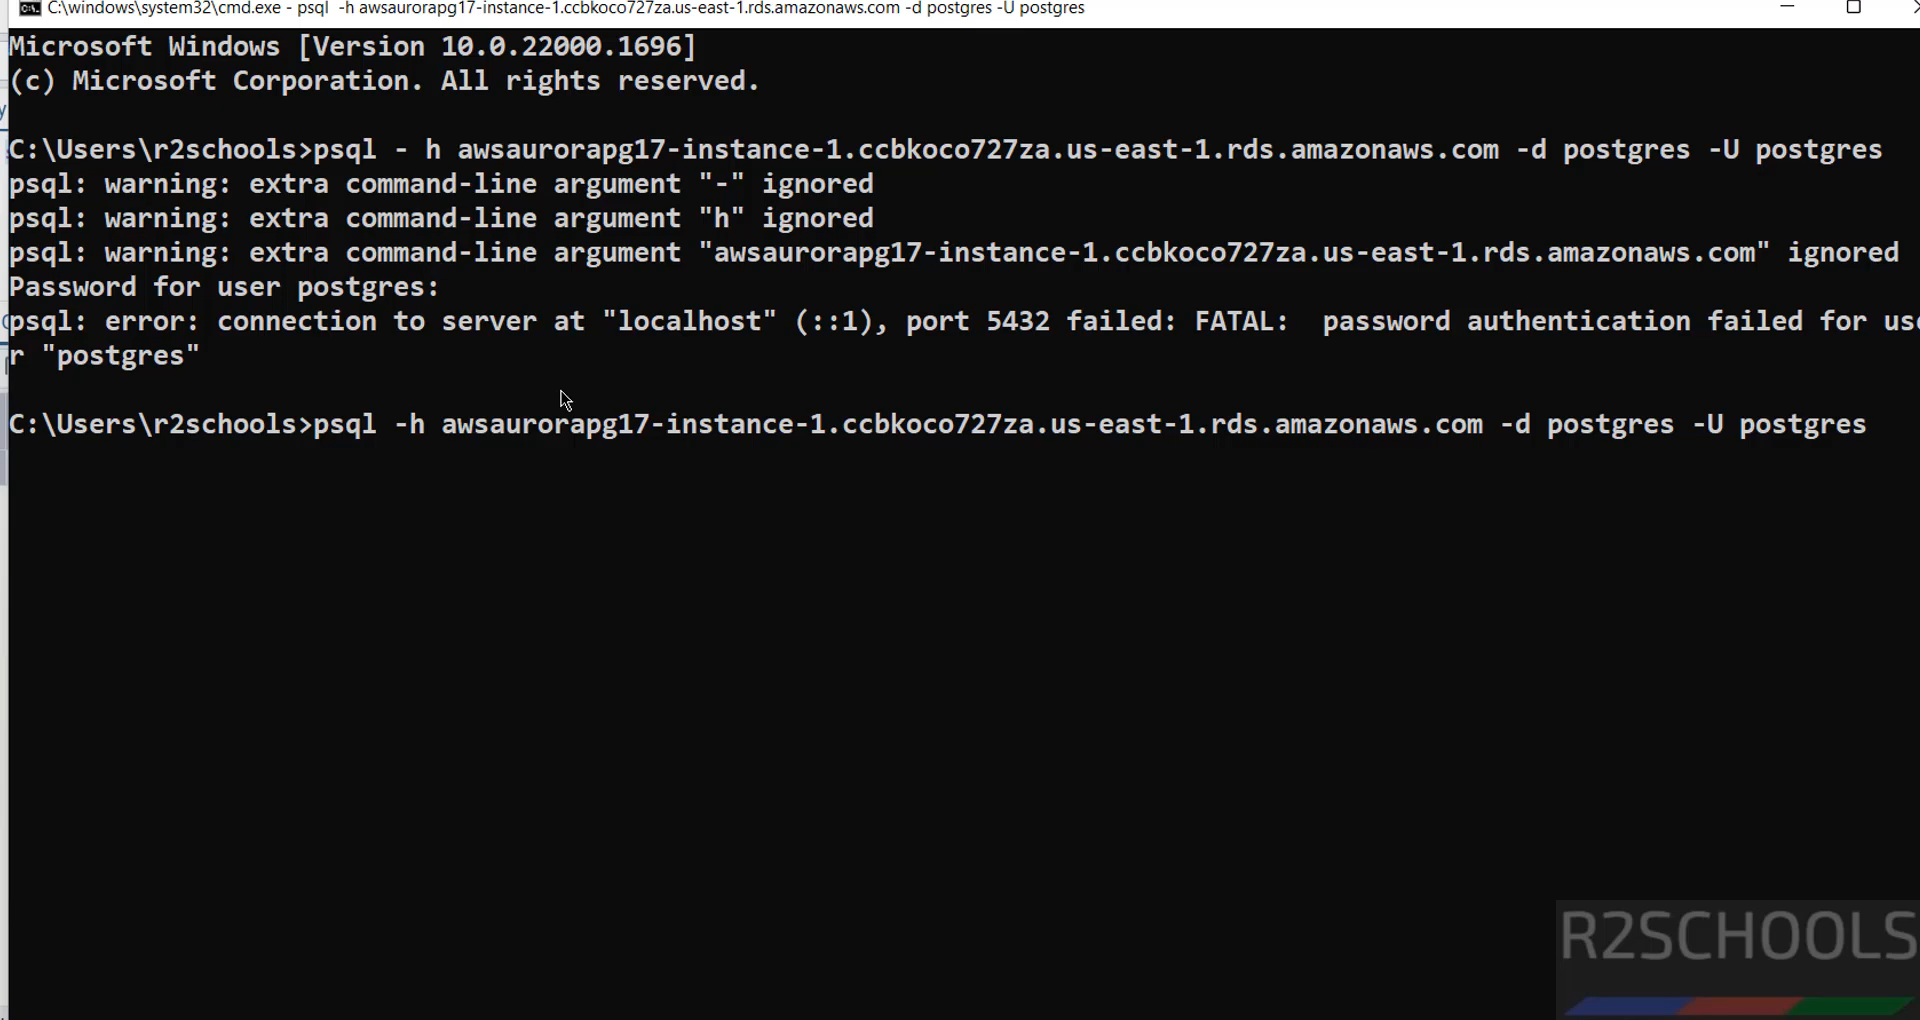 C:\windows\system32\cmd.exe - psql -h awsaurorapg17-instance-1.ccbkoco727za.us-east-1.rds.amazonaws.com -d postgres -U postgres
Microsoft Windows [Version 10.0.22000.1696]
(c) Microsoft Corporation. All rights reserved.
C:\Users\r2schools>psql - h awsaurorapg17-instance-1.ccbkoco727za.us-east-1.rds.amazonaws.com -d postgres -U postgres
psql: warning: extra command-line argument "-" ignored
psql: warning: extra command-line argument "h" ignored
psql: warning: extra command-line argument "awsaurorapg17-instance-1.ccbkoco727za.us-east-1.rds.amazonaws.com" ignored
Password for user postgres:
psql: error: connection to server at "localhost" (::1), port 5432 failed: FATAL:  password authentication failed for use
r "postgres"
C:\Users\r2schools>psql -h awsaurorapg17-instance-1.ccbkoco727za.us-east-1.rds.amazonaws.com -d postgres -U postgres
R2SCHOOLS